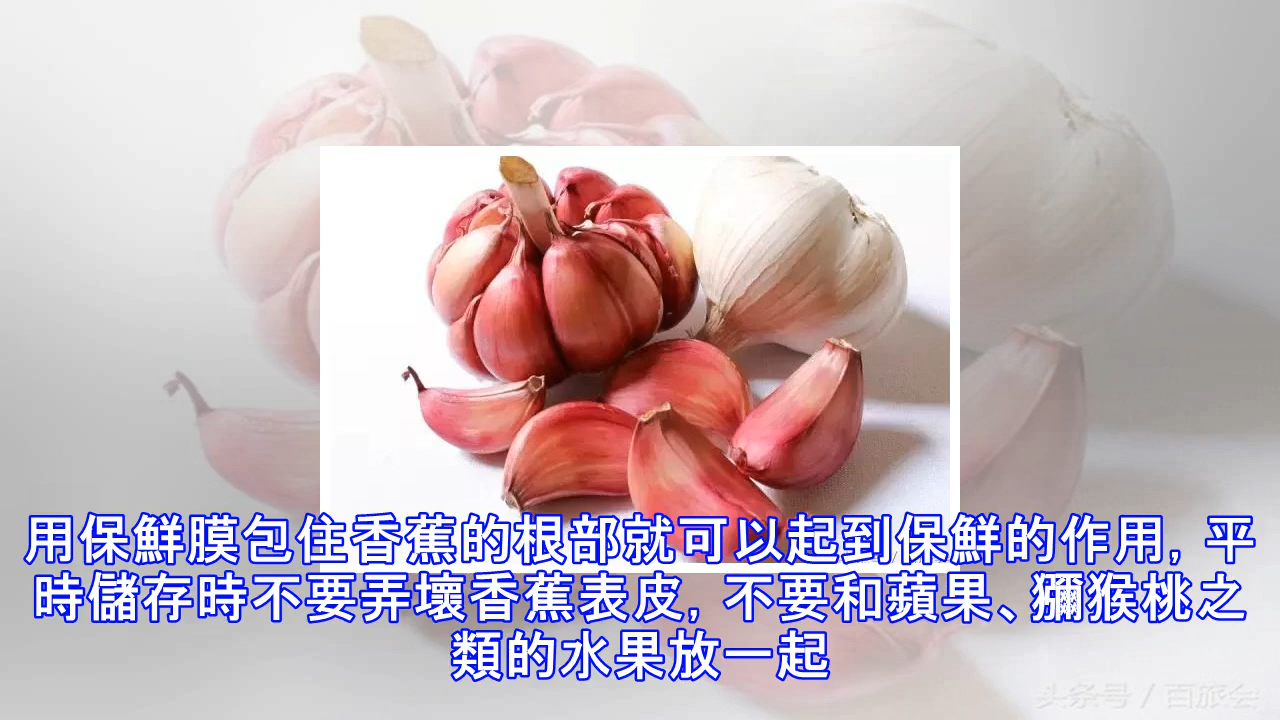 用保鮮膜包住香蕉的根部就可以起到保鮮的作用, 平
時儲存時不要弄壞香蕉表皮, 不要和蘋果、獼猴桃之
類的水果放一起
头条号 / 百旅会